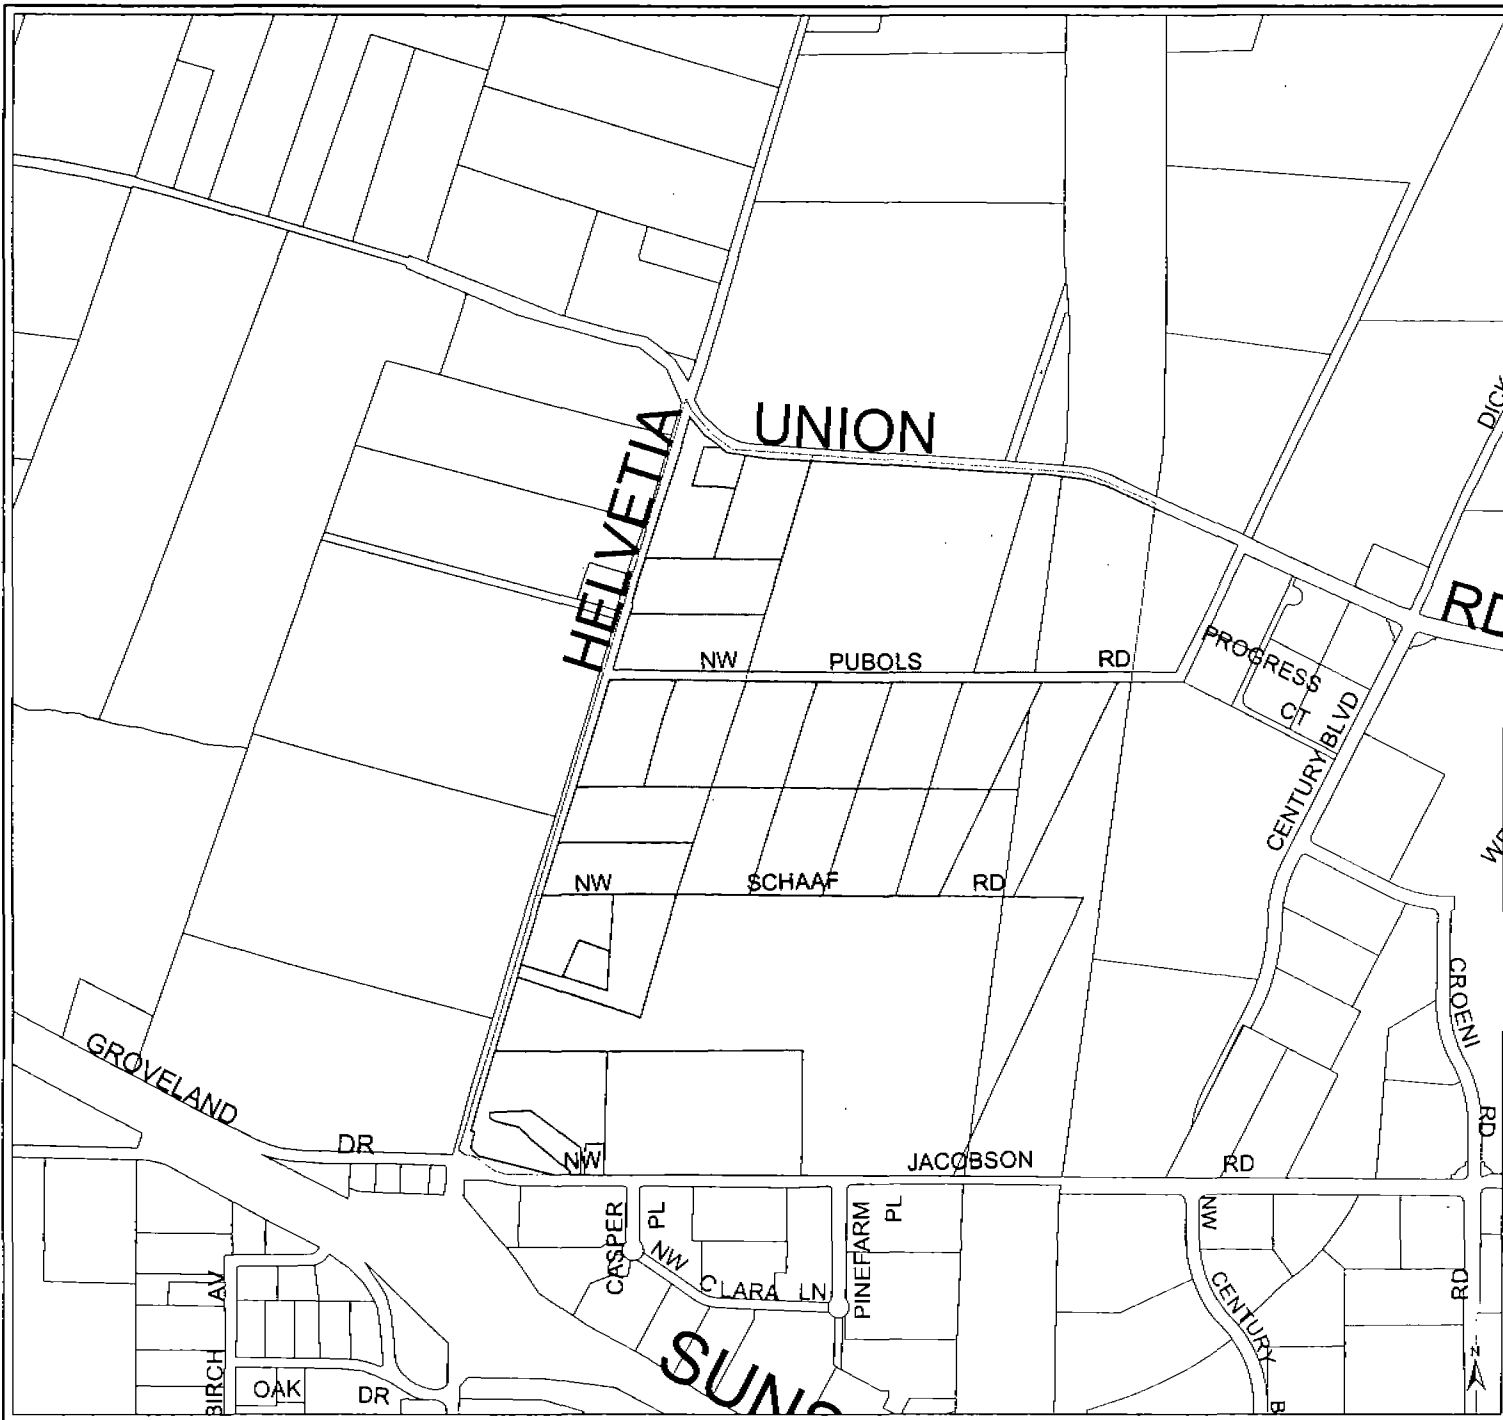 UNION
HELVETIA
RD
NW PUBOLS RD
PROGRESS
CT
CENTURY BLVD
NW SCHAAF RD
CROENI
RD
GROVELAND
DR
NW JACOBSON RD
CASPER
PL
NW
CLARA LN
PINEFARM
PL
NW
CENTURY
RD
BIRCH AV
OAK DR
N